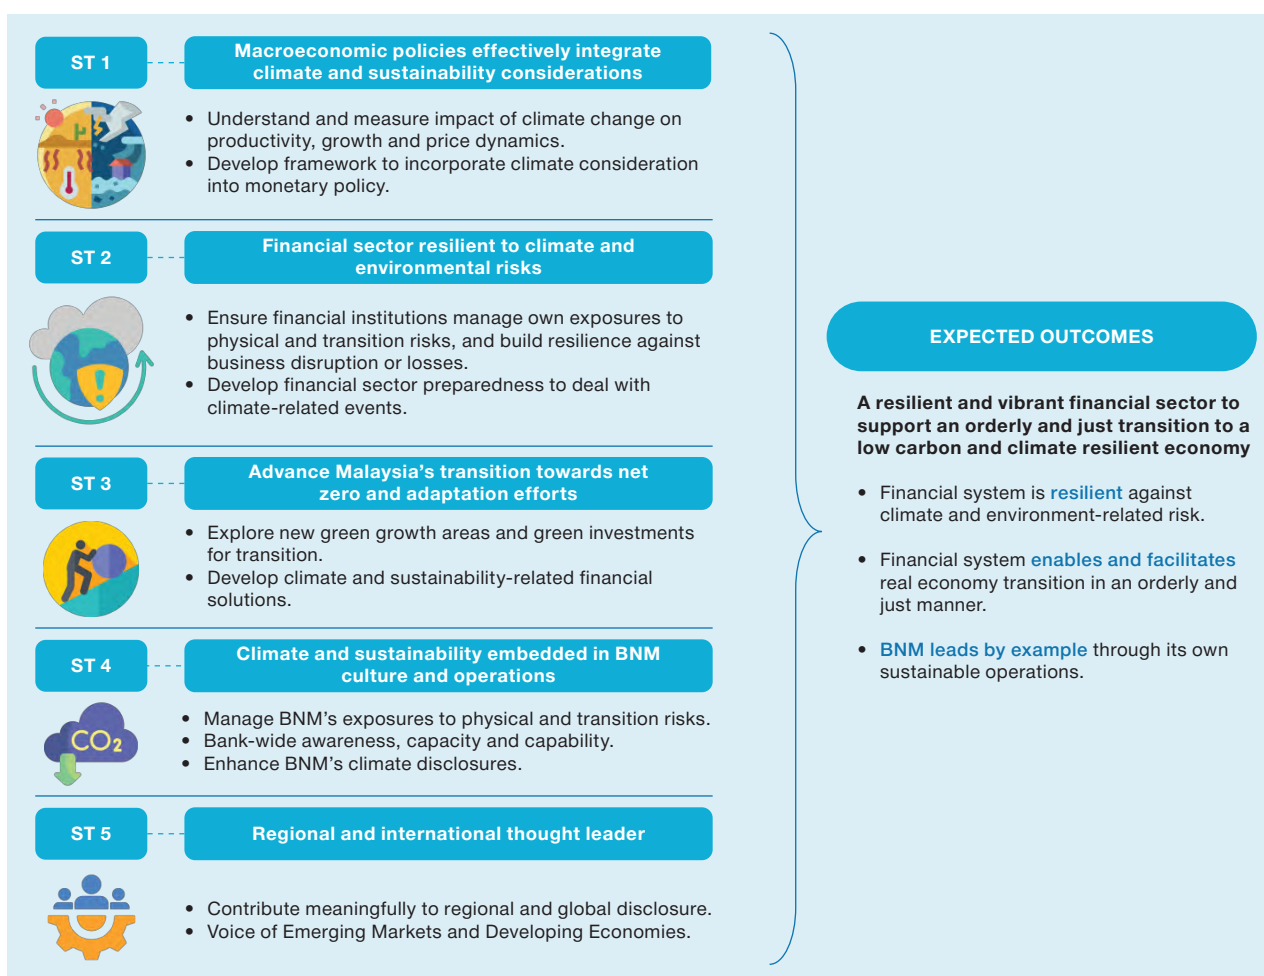 ST 1
Macroeconomic policies effectively integrate
climate and sustainability considerations
• Understand and measure impact of climate change on
productivity, growth and price dynamics.
• Develop framework to incorporate climate consideration
into monetary policy.
ST 2
Financial sector resilient to climate and
environmental risks
• Ensure financial institutions manage own exposures to
physical and transition risks, and build resilience against
business disruption or losses.
• Develop financial sector preparedness to deal with
climate-related events.
ST 3
Advance Malaysia's transition towards net
zero and adaptation efforts
• Explore new green growth areas and green investments
for transition.
• Develop climate and sustainability-related financial
solutions.
ST 4
Climate and sustainability embedded in BNM
culture and operations
CO2
• Manage BNM's exposures to physical and transition risks.
• Bank-wide awareness, capacity and capability.
• Enhance BNM's climate disclosures.
ST 5
Regional and international thought leader
• Contribute meaningfully to regional and global disclosure.
• Voice of Emerging Markets and Developing Economies.
EXPECTED OUTCOMES
A resilient and vibrant financial sector to
support an orderly and just transition to a
low carbon and climate resilient economy
• Financial system is resilient against
climate and environment-related risk.
• Financial system enables and facilitates
real economy transition in an orderly and
just manner.
• BNM leads by example through its own
sustainable operations.